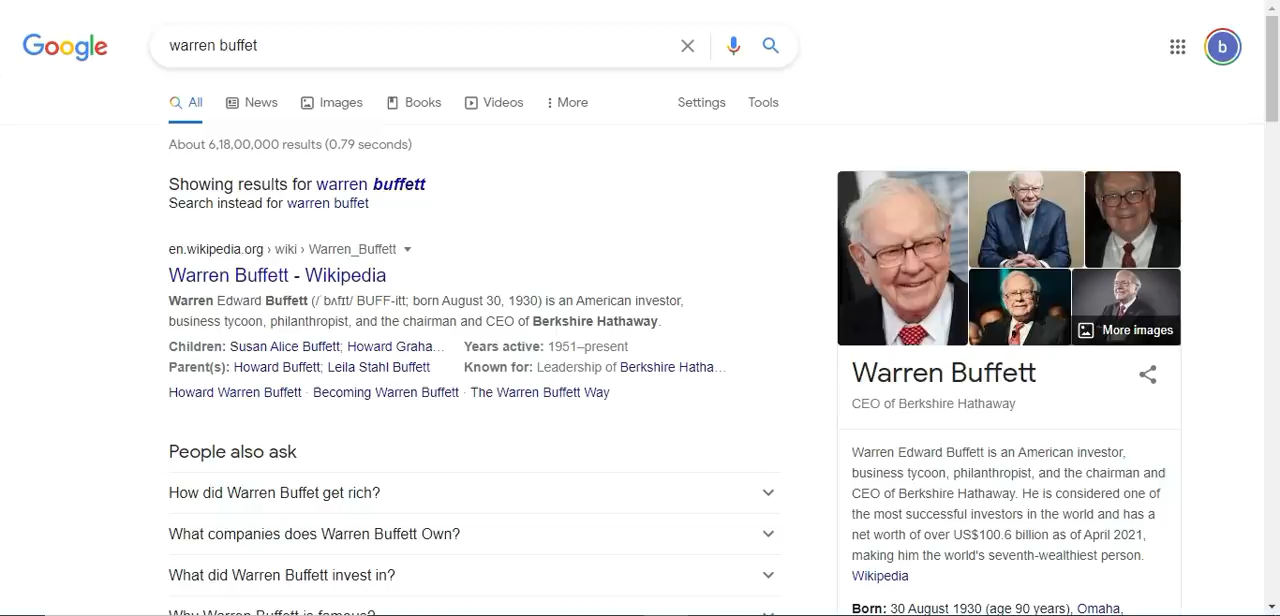 Google
warren buffet
b
All
News
Images
Books
Videos
More
Settings
Tools
About 6,18,00,000 results (0.79 seconds)
Showing results for warren buffett
Search instead for warren buffet
en.wikipedia.org › wiki › Warren_Buffett
Warren Buffett - Wikipedia
Warren Edward Buffett (/ˈbʌfɪt/ BUFF-itt; born August 30, 1930) is an American investor,
business tycoon, philanthropist, and the chairman and CEO of Berkshire Hathaway.
Children: Susan Alice Buffett; Howard Graha… Years active: 1951–present
Parent(s): Howard Buffett; Leila Stahl Buffett Known for: Leadership of Berkshire Hatha…
Howard Warren Buffett · Becoming Warren Buffett · The Warren Buffett Way
People also ask
How did Warren Buffet get rich?
What companies does Warren Buffett Own?
What did Warren Buffett invest in?
Why Warren Buffett is famous?
More images
Warren Buffett
CEO of Berkshire Hathaway
Warren Edward Buffett is an American investor,
business tycoon, philanthropist, and the chairman and
CEO of Berkshire Hathaway. He is considered one of
the most successful investors in the world and has a
net worth of over US$100.6 billion as of April 2021,
making him the world's seventh-wealthiest person.
Wikipedia
Born: 30 August 1930 (age 90 years), Omaha,